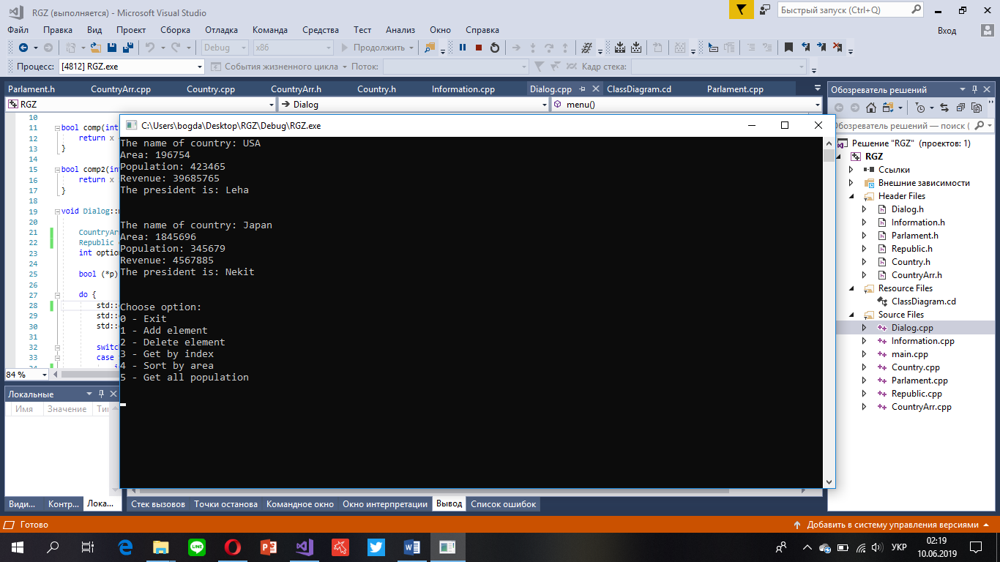 RGZ (выполняется) - Microsoft Visual Studio
Быстрый запуск (Ctrl+Q)
Файл Правка Вид Проект Сборка Отладка Команда Средства Тест Анализ Окно Справка
Вход
Debug x86 Продолжить
Процесс: [4812] RGZ.exe События жизненного цикла Поток: Кадр стека:
Parlament.h CountryArr.cpp Country.cpp CountryArr.h Country.h Information.cpp Dialog.cpp ClassDiagram.cd Parlament.cpp
RGZ Dialog menu()
10
11 bool comp(int
12 return x
13 }
14
15 bool comp2(int
16 return x
17 }
18
19 void Dialog::
20
21 CountryAr
22 Republic
23 int option
24
25 bool (*p)
26
27 do {
28 std::
29 std::
30 std::
31
32 switch
33 case
34
84 %
C:\Users\bogda\Desktop\RGZ\Debug\RGZ.exe
The name of country: USA
Area: 196754
Population: 423465
Revenue: 39685765
The president is: Leha
The name of country: Japan
Area: 1845696
Population: 345679
Revenue: 4567885
The president is: Nekit
Choose option:
0 - Exit
1 - Add element
2 - Delete element
3 - Get by index
4 - Sort by area
5 - Get all population
Обозреватель решений
Обозреватель решений — поиск (
Решение "RGZ" (проектов: 1)
RGZ
Ссылки
Внешние зависимости
Header Files
Dialog.h
Information.h
Parlament.h
Republic.h
Country.h
CountryArr.h
Resource Files
ClassDiagram.cd
Source Files
Dialog.cpp
Information.cpp
main.cpp
Country.cpp
Parlament.cpp
Republic.cpp
CountryArr.cpp
Локальные
Имя Значение Тип
Види... Контр... Лока...
Стек вызовов Точки останова Командное окно Окно интерпретации Вывод Список ошибок
Готово
Добавить в систему управления версиями
LINE
УКР
02:19
10.06.2019